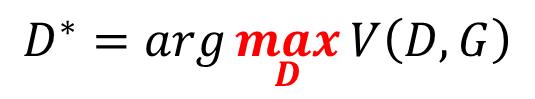 D* = arg max V(D, G)
D